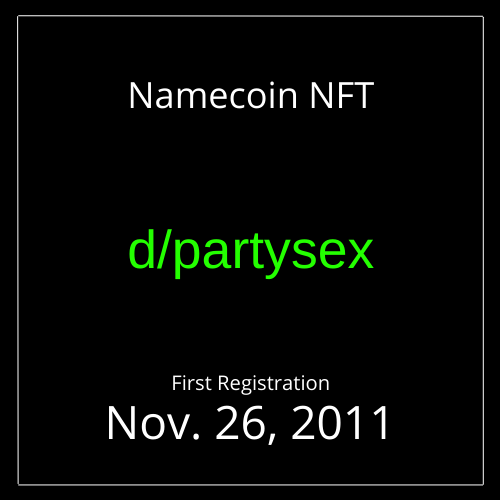 Namecoin NFT
d/partysex
First Registration
Nov. 26, 2011